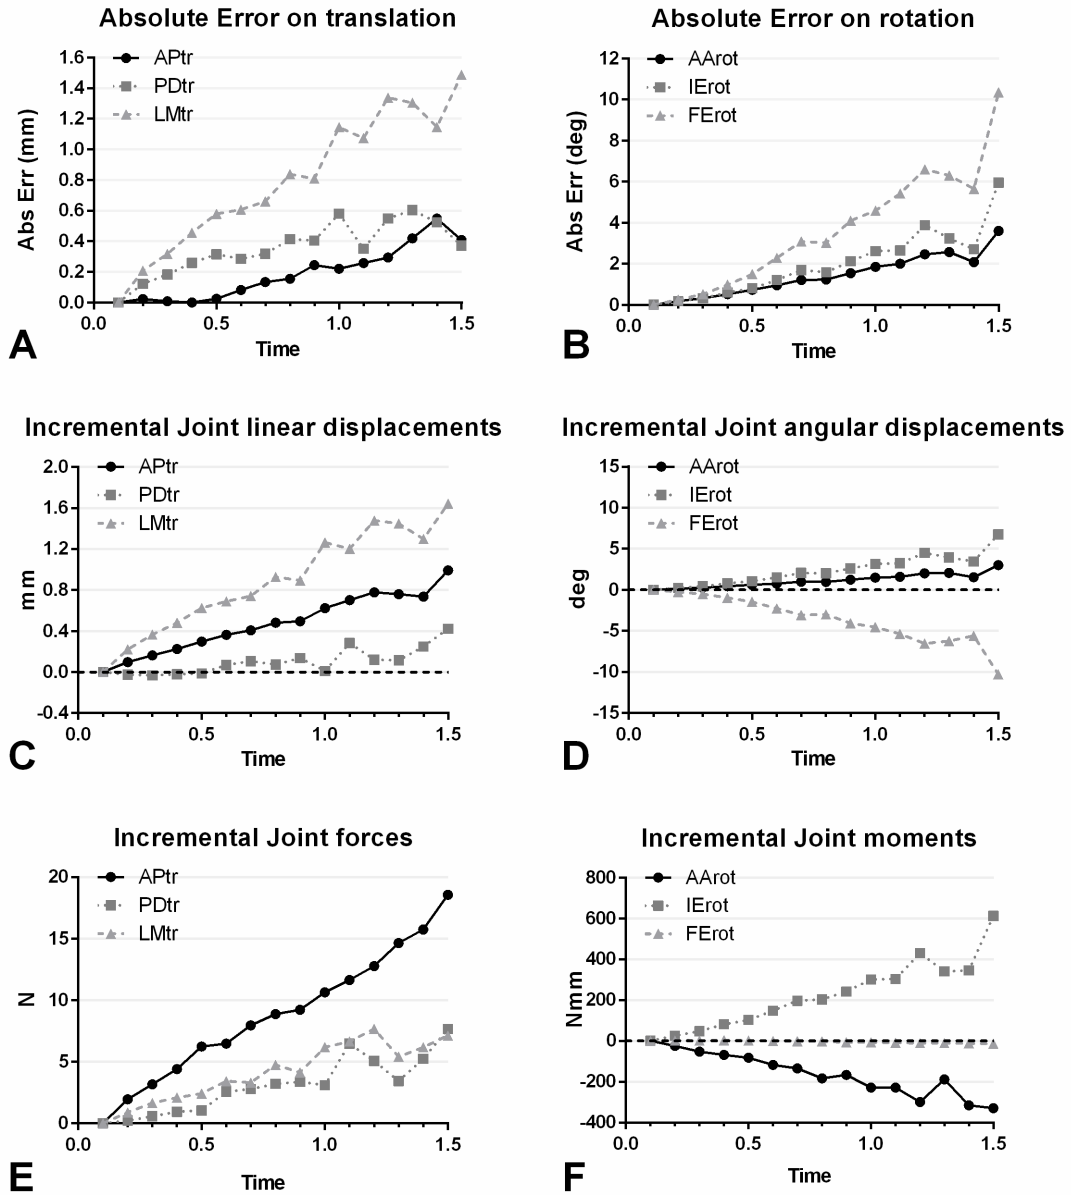 Absolute Error on translation
APtr
PDtr
LMtr
Abs Err (mm)
1.6
1.4
1.2
1.0
0.8
0.6
0.4
0.2
0.0
0.0 0.5 1.0 1.5
Time
A
Absolute Error on rotation
AArot
IErot
FErot
Abs Err (deg)
12
10
8
6
4
2
0
0.0 0.5 1.0 1.5
Time
B
Incremental Joint linear displacements
APtr
PDtr
LMtr
mm
2.0
1.6
1.2
0.8
0.4
0.0
-0.4
0.0 0.5 1.0 1.5
Time
C
Incremental Joint angular displacements
AArot
IErot
FErot
deg
15
10
5
0
-5
-10
-15
0.0 0.5 1.0 1.5
Time
D
Incremental Joint forces
APtr
PDtr
LMtr
N
20
15
10
5
0
0.0 0.5 1.0 1.5
Time
E
Incremental Joint moments
AArot
IErot
FErot
Nmm
800
600
400
200
0
-200
-400
0.0 0.5 1.0 1.5
Time
F